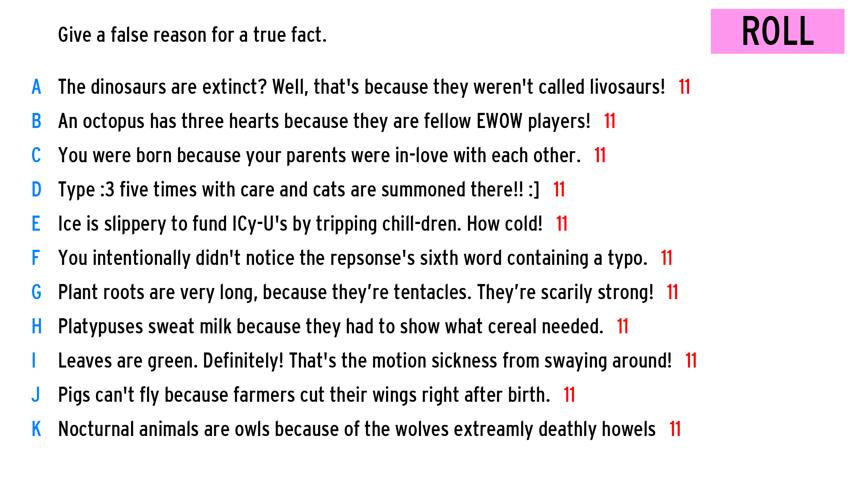 Give a false reason for a true fact.
ROLL
A The dinosaurs are extinct? Well, that's because they weren't called livosaurs! 11
B An octopus has three hearts because they are fellow EWOW players! 11
C You were born because your parents were in-love with each other. 11
D Type :3 five times with care and cats are summoned there!! :] 11
E Ice is slippery to fund ICy-U's by tripping chill-dren. How cold! 11
F You intentionally didn't notice the repsonse's sixth word containing a typo. 11
G Plant roots are very long, because they’re tentacles. They’re scarily strong! 11
H Platypuses sweat milk because they had to show what cereal needed. 11
I Leaves are green. Definitely! That's the motion sickness from swaying around! 11
J Pigs can't fly because farmers cut their wings right after birth. 11
K Nocturnal animals are owls because of the wolves extreamly deathly howels 11